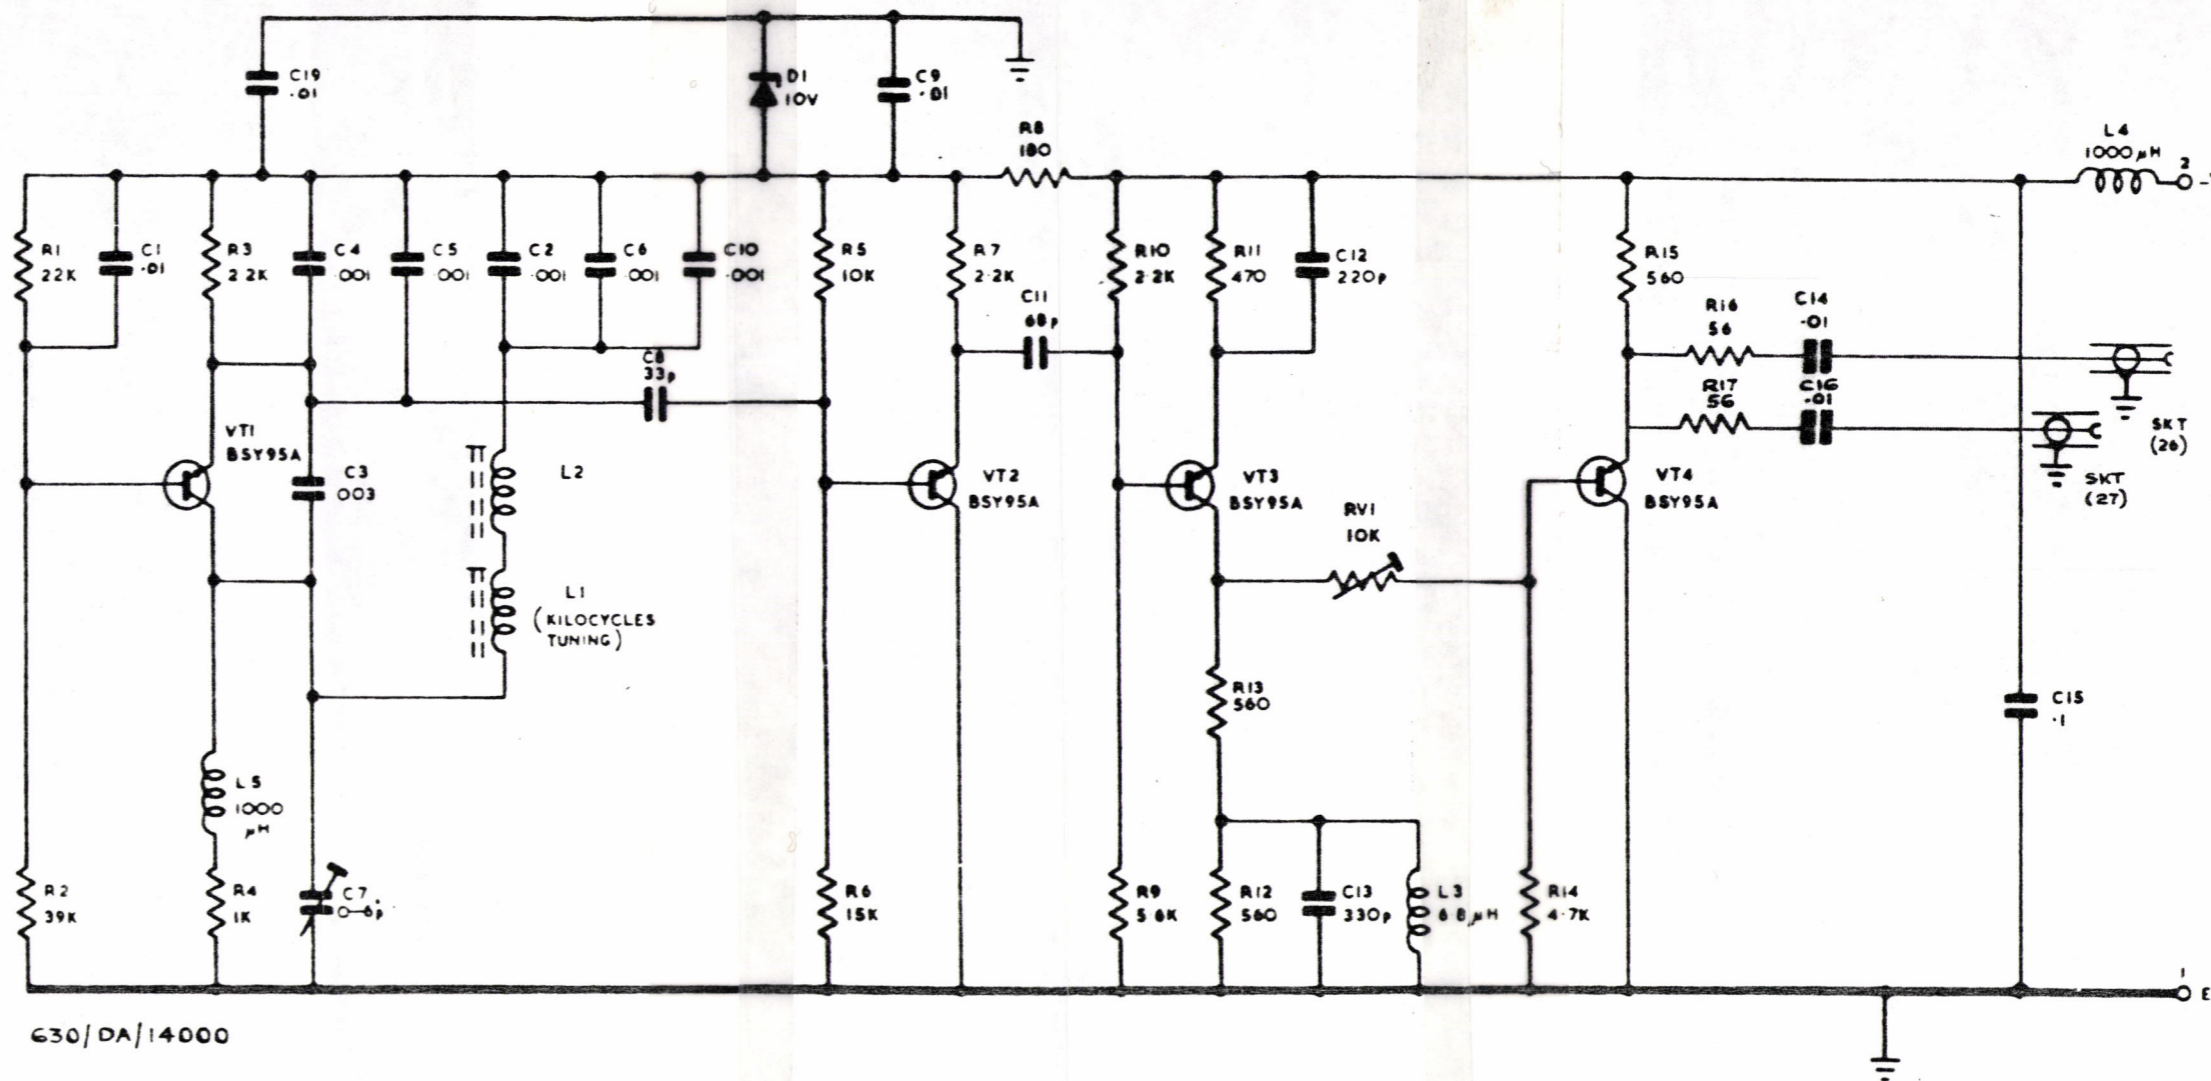 C19
.01
D1
10V
C9
.01
R8
180
L4
1000 µH
2
R1
22K
C1
.01
R3
2.2K
C4
.001
C5
.001
C2
.001
C6
.001
C10
.001
R5
10K
R7
2.2K
C11
68p
R10
2.2K
R11
470
C12
220p
R15
560
R16
56
C14
.01
R17
56
C16
.01
C8
33p
VT1
BSY95A
C3
003
L2
VT2
BSY95A
VT3
BSY95A
RV1
10K
VT4
BSY95A
SKT
(26)
SKT
(27)
L1
(KILOCYCLES
TUNING)
R13
560
C15
.1
L5
1000
µH
R2
39K
R4
1K
C7
0-6p
R6
15K
R9
5.6K
R12
560
C13
330p
L3
6.8µH
R14
4.7K
1
E
630/DA/14000